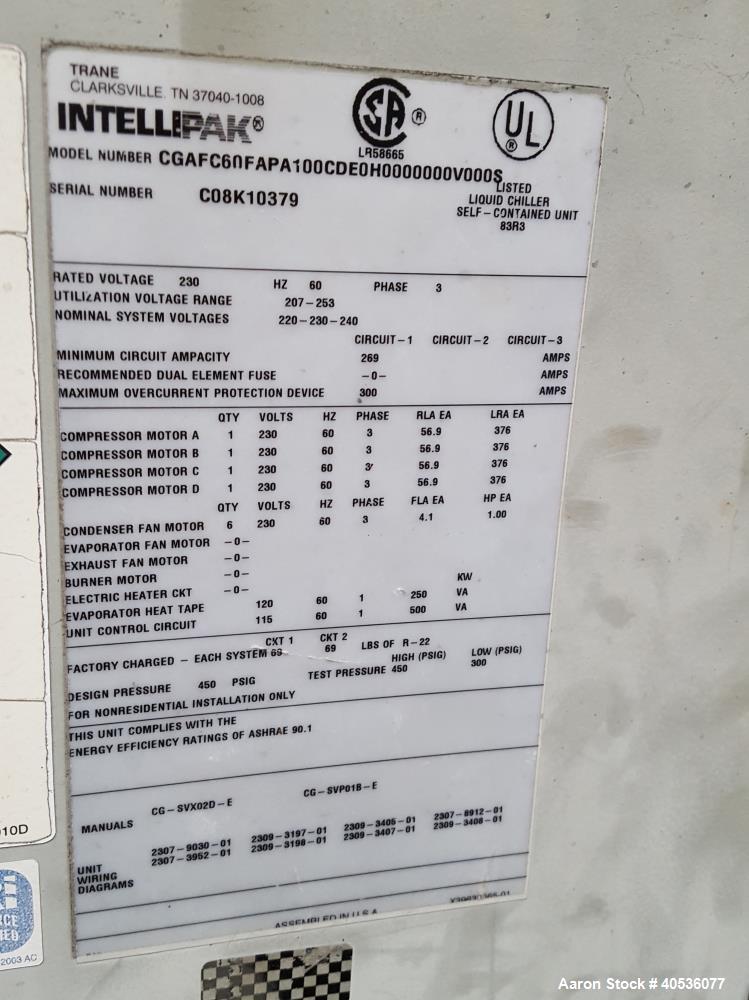 TRANE
CLARKSVILLE, TN 37040-1008
INTELLIPAK®
SA ®
LR58665
UL ®
MODEL NUMBER CGAFC60FAPA100CDE0H0000000V000S
SERIAL NUMBER C08K10379
LISTED
LIQUID CHILLER
SELF-CONTAINED UNIT
83R3
RATED VOLTAGE 230 HZ 60 PHASE 3
UTILIZATION VOLTAGE RANGE 207-253
NOMINAL SYSTEM VOLTAGES 220-230-240
CIRCUIT-1 CIRCUIT-2 CIRCUIT-3
MINIMUM CIRCUIT AMPACITY 269 AMPS
RECOMMENDED DUAL ELEMENT FUSE -0- AMPS
MAXIMUM OVERCURRENT PROTECTION DEVICE 300 AMPS
QTY VOLTS HZ PHASE RLA EA LRA EA
COMPRESSOR MOTOR A 1 230 60 3 56.9 376
COMPRESSOR MOTOR B 1 230 60 3 56.9 376
COMPRESSOR MOTOR C 1 230 60 3 56.9 376
COMPRESSOR MOTOR D 1 230 60 3 56.9 376
QTY VOLTS HZ PHASE FLA EA HP EA
CONDENSER FAN MOTOR 6 230 60 3 4.1 1.00
EVAPORATOR FAN MOTOR -0-
EXHAUST FAN MOTOR -0-
BURNER MOTOR -0-
ELECTRIC HEATER CKT -0- KW
EVAPORATOR HEAT TAPE 120 60 1 250 VA
UNIT CONTROL CIRCUIT 115 60 1 500 VA
CKT 1 CKT 2
FACTORY CHARGED - EACH SYSTEM 69 69 LBS OF R-22
HIGH (PSIG) LOW (PSIG)
DESIGN PRESSURE 450 PSIG TEST PRESSURE 450 300
FOR NONRESIDENTIAL INSTALLATION ONLY
THIS UNIT COMPLIES WITH THE
ENERGY EFFICIENCY RATINGS OF ASHRAE 90.1
MANUALS CG-SVX02D-E CG-SVP01B-E
UNIT WIRING DIAGRAMS
2307-9030-01 2309-3197-01 2309-3405-01 2307-8912-01
2307-3952-01 2309-3198-01 2309-3407-01 2309-3408-01
ASSEMBLED IN U.S.A.
010D
2003 AC
Aaron Stock # 40536077